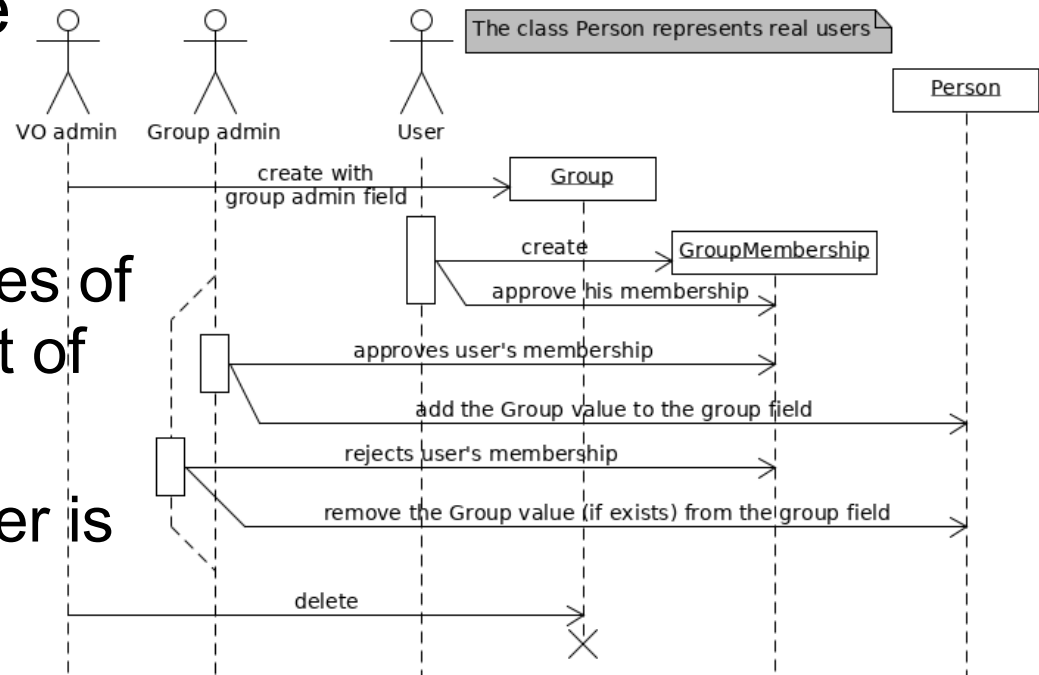 e
The class Person represents real users
Person
VO admin
Group admin
User
create with
group admin field
Group
create
GroupMembership
es of
approve his membership
t of
approves user's membership
add the Group value to the group field
rejects user's membership
er is
remove the Group value (if exists) from the group field
delete